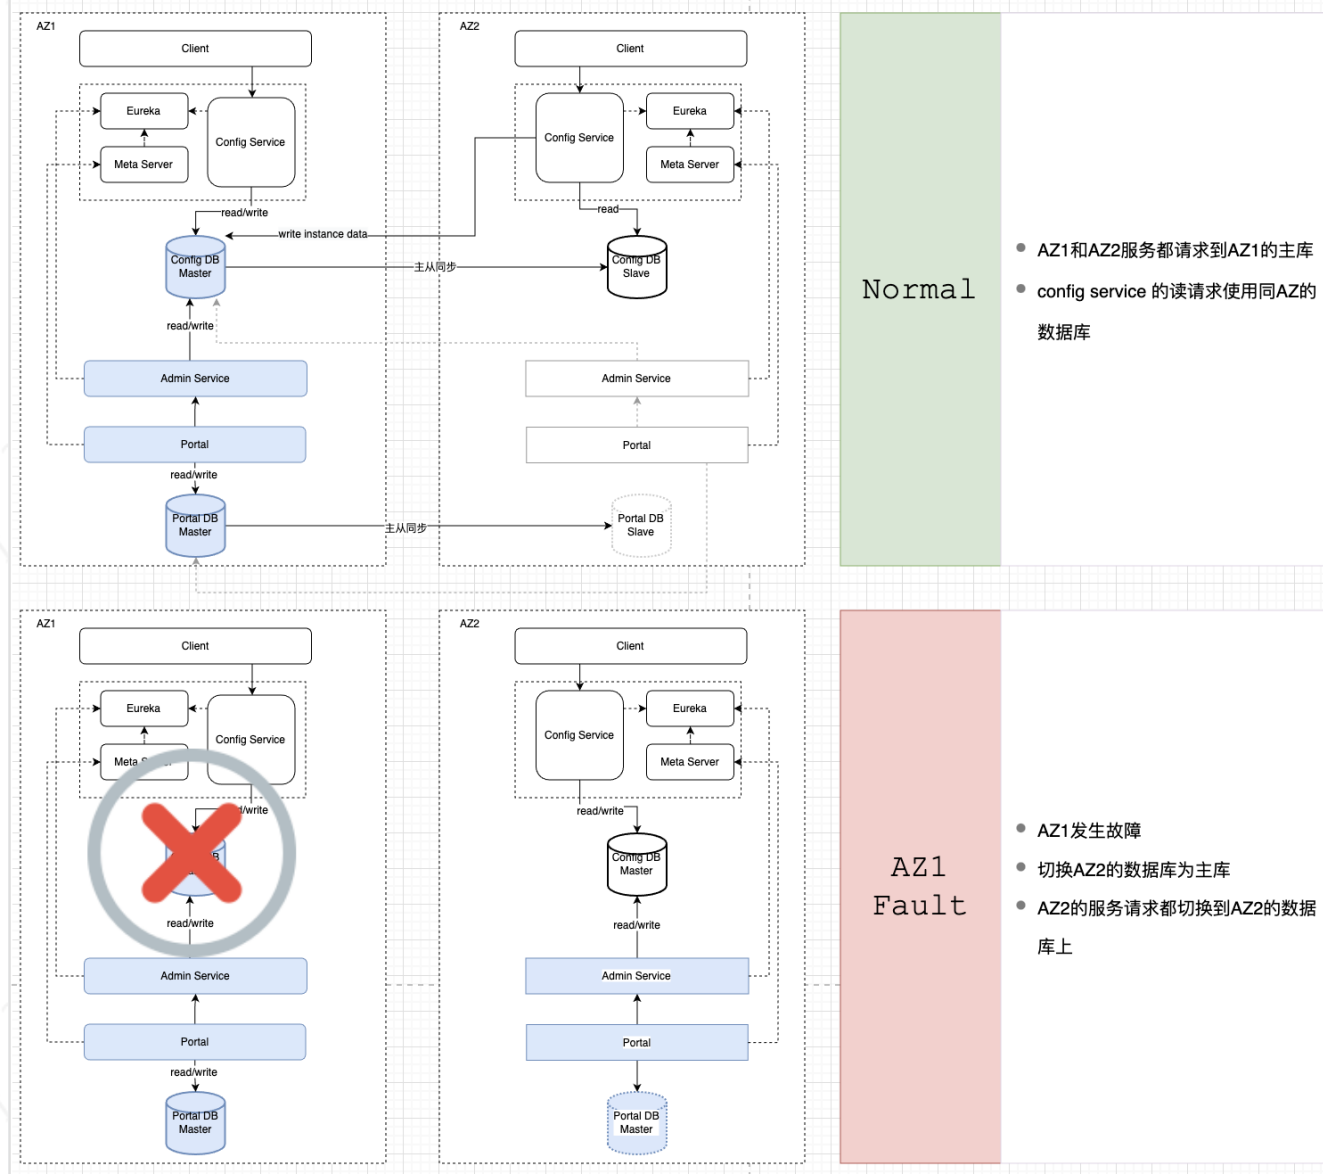 AZ1
Client
Eureka
Config Service
Meta Server
read/write
write instance data
Config DB
Master
主从同步
read/write
Admin Service
Portal
read/write
Portal DB
Master
主从同步
AZ2
Client
Config Service
Eureka
Meta Server
read
Config DB
Slave
Admin Service
Portal
Portal DB
Slave
Normal
AZ1和AZ2服务都请求到AZ1的主库
config service 的读请求使用同AZ的
数据库
AZ1
Client
Eureka
Config Service
Meta
read/write
Admin Service
Portal
read/write
Portal DB
Master
AZ2
Client
Config Service
Eureka
Meta Server
read/write
Config DB
Master
read/write
Admin Service
Portal
Portal DB
Master
AZ1
Fault
AZ1发生故障
切换AZ2的数据库为主库
AZ2的服务请求都切换到AZ2的数据
库上